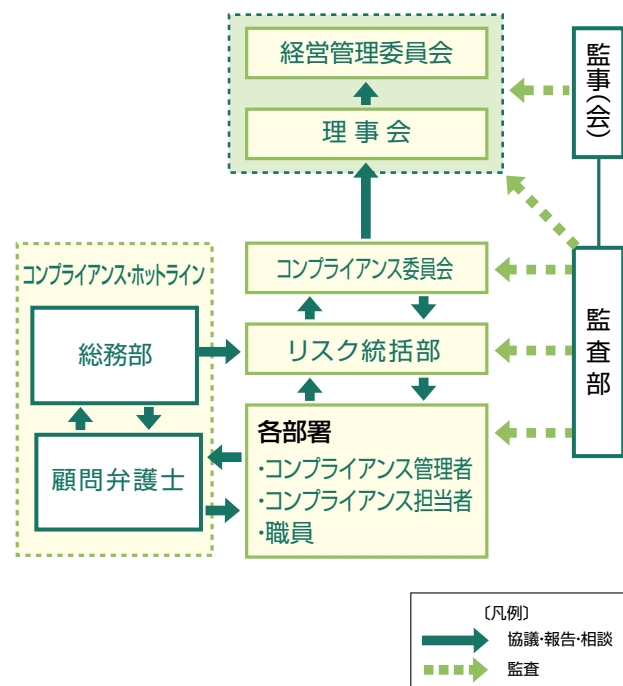 経営管理委員会
理事会
監事(会)
コンプライアンス・ホットライン
コンプライアンス委員会
総務部
リスク統括部
監査部
顧問弁護士
各部署
・コンプライアンス管理者
・コンプライアンス担当者
・職員
〔凡例〕
協議・報告・相談
監査